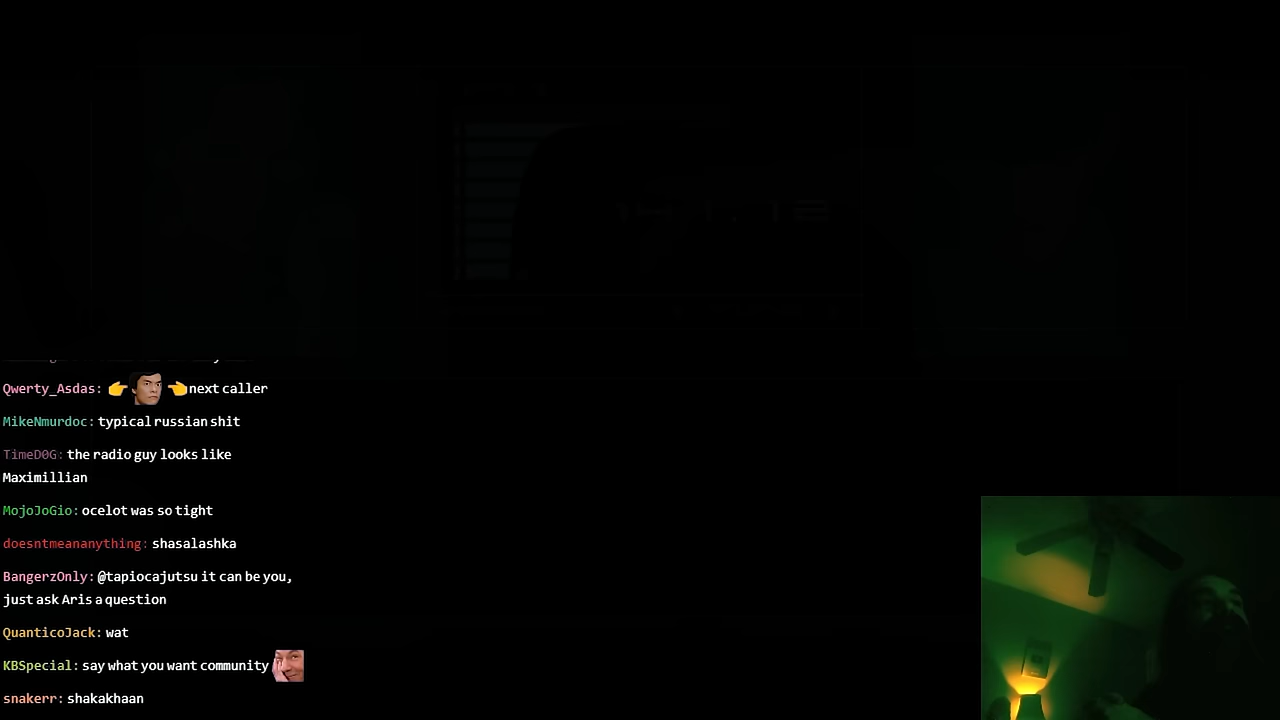 Qwerty_Asdas: next caller
MikeNmurdoc: typical russian shit
TimeD0G: the radio guy looks like
Maximillian
MojoJoGio: ocelot was so tight
doesntmeananything: shasalashka
BangerzOnly: @tapiocajutsu it can be you,
just ask Aris a question
QuanticoJack: wat
KBSpecial: say what you want community
snakerr: shakakhaan